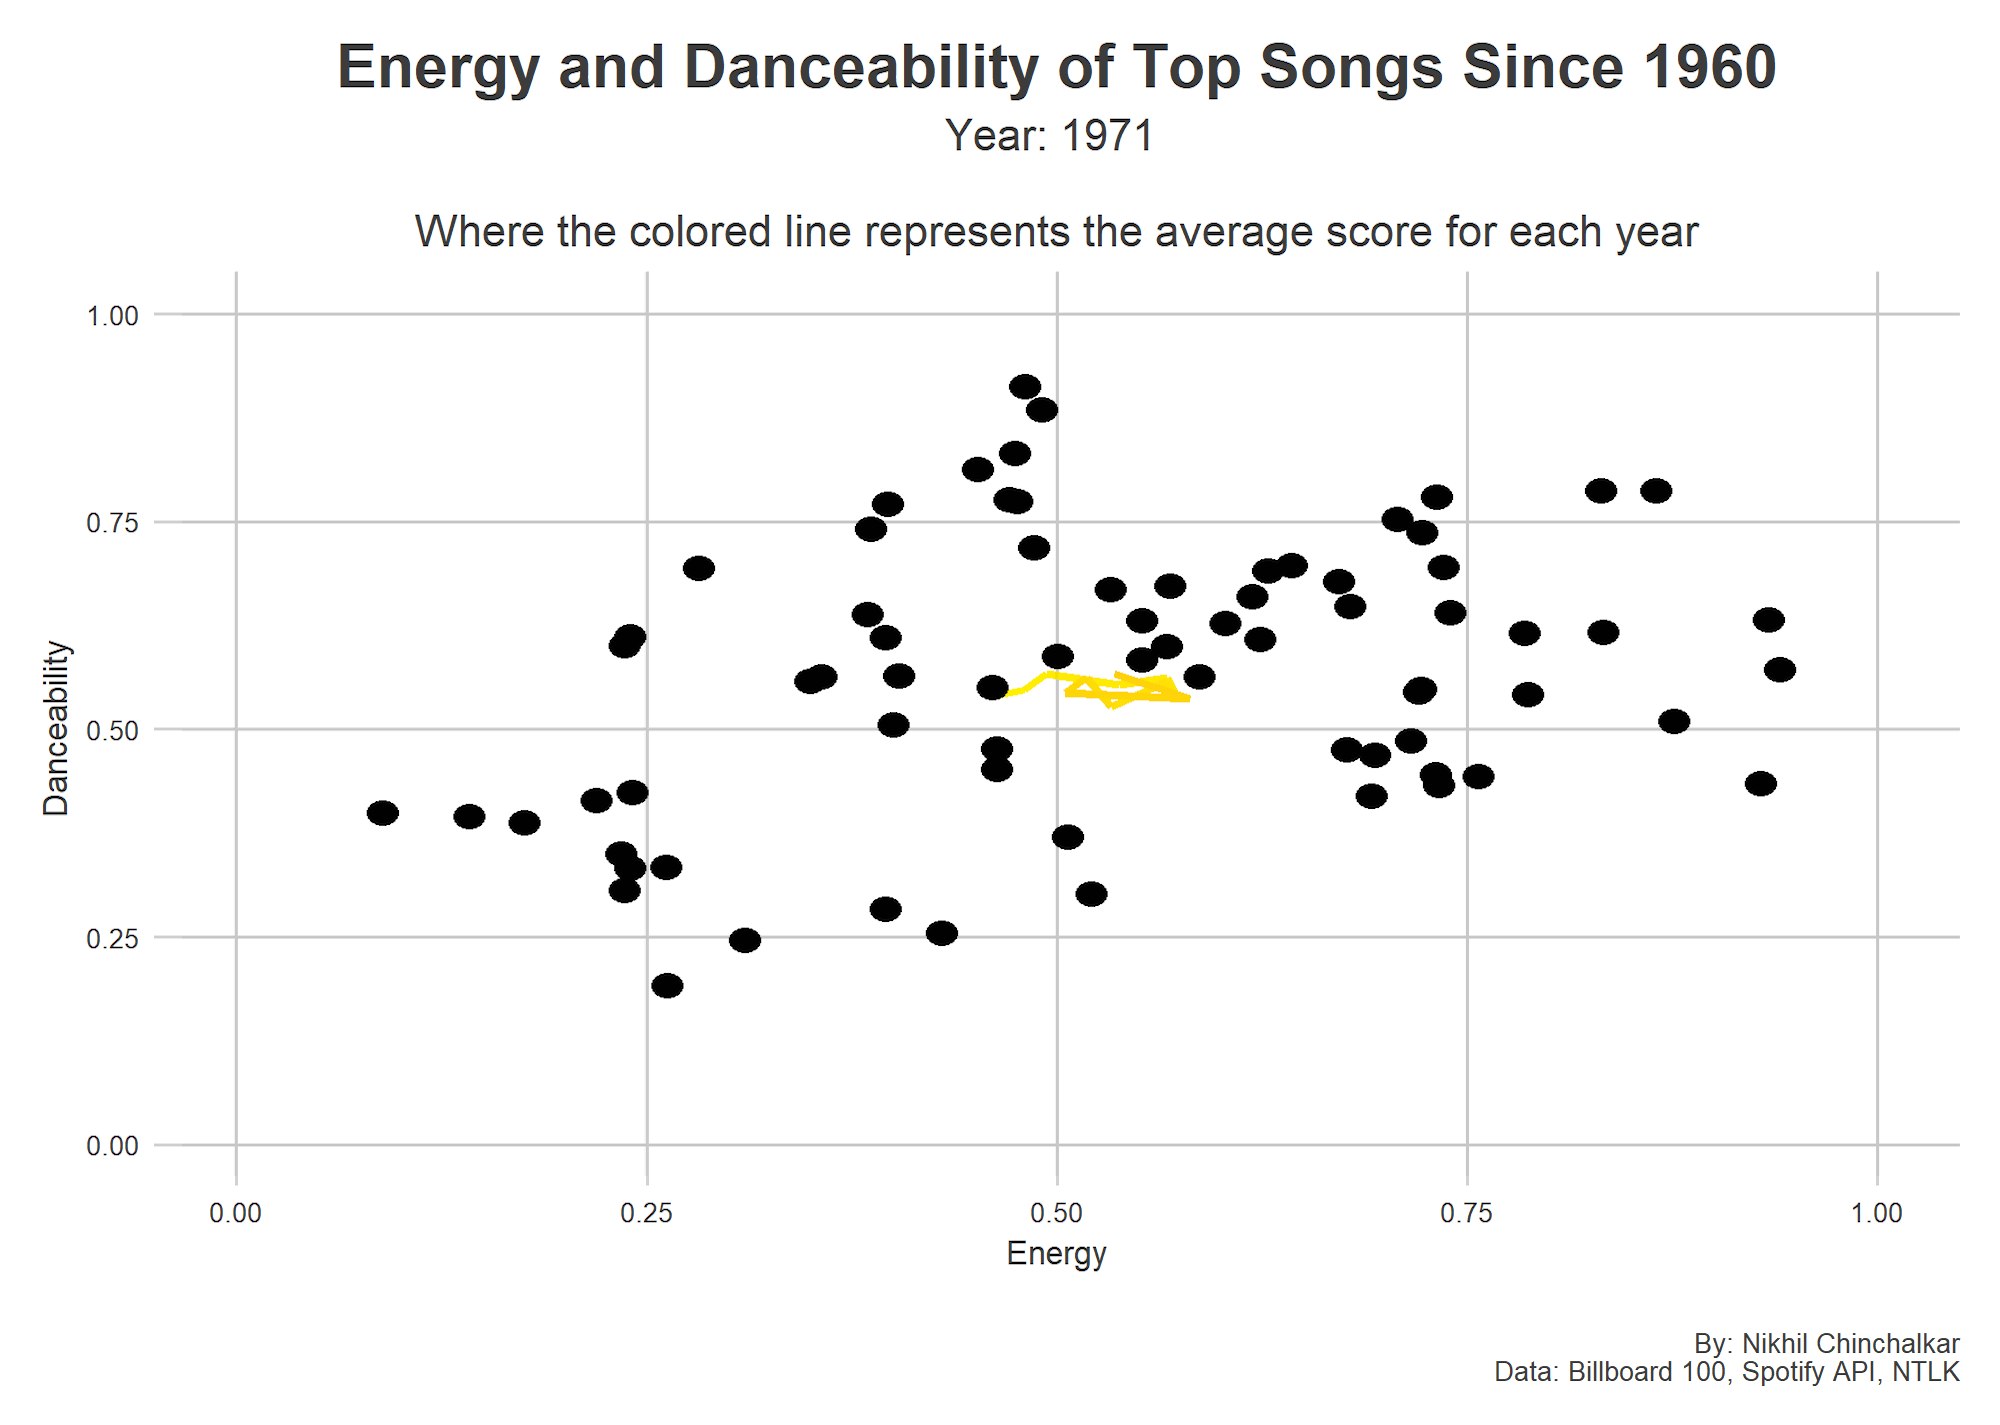 Energy and Danceability of Top Songs Since 1960
Year: 1971
Where the colored line represents the average score for each year
Danceability
1.00
0.75
0.50
0.25
0.00
0.00 0.25 0.50 0.75 1.00
Energy
By: Nikhil Chinchalkar
Data: Billboard 100, Spotify API, NTLK